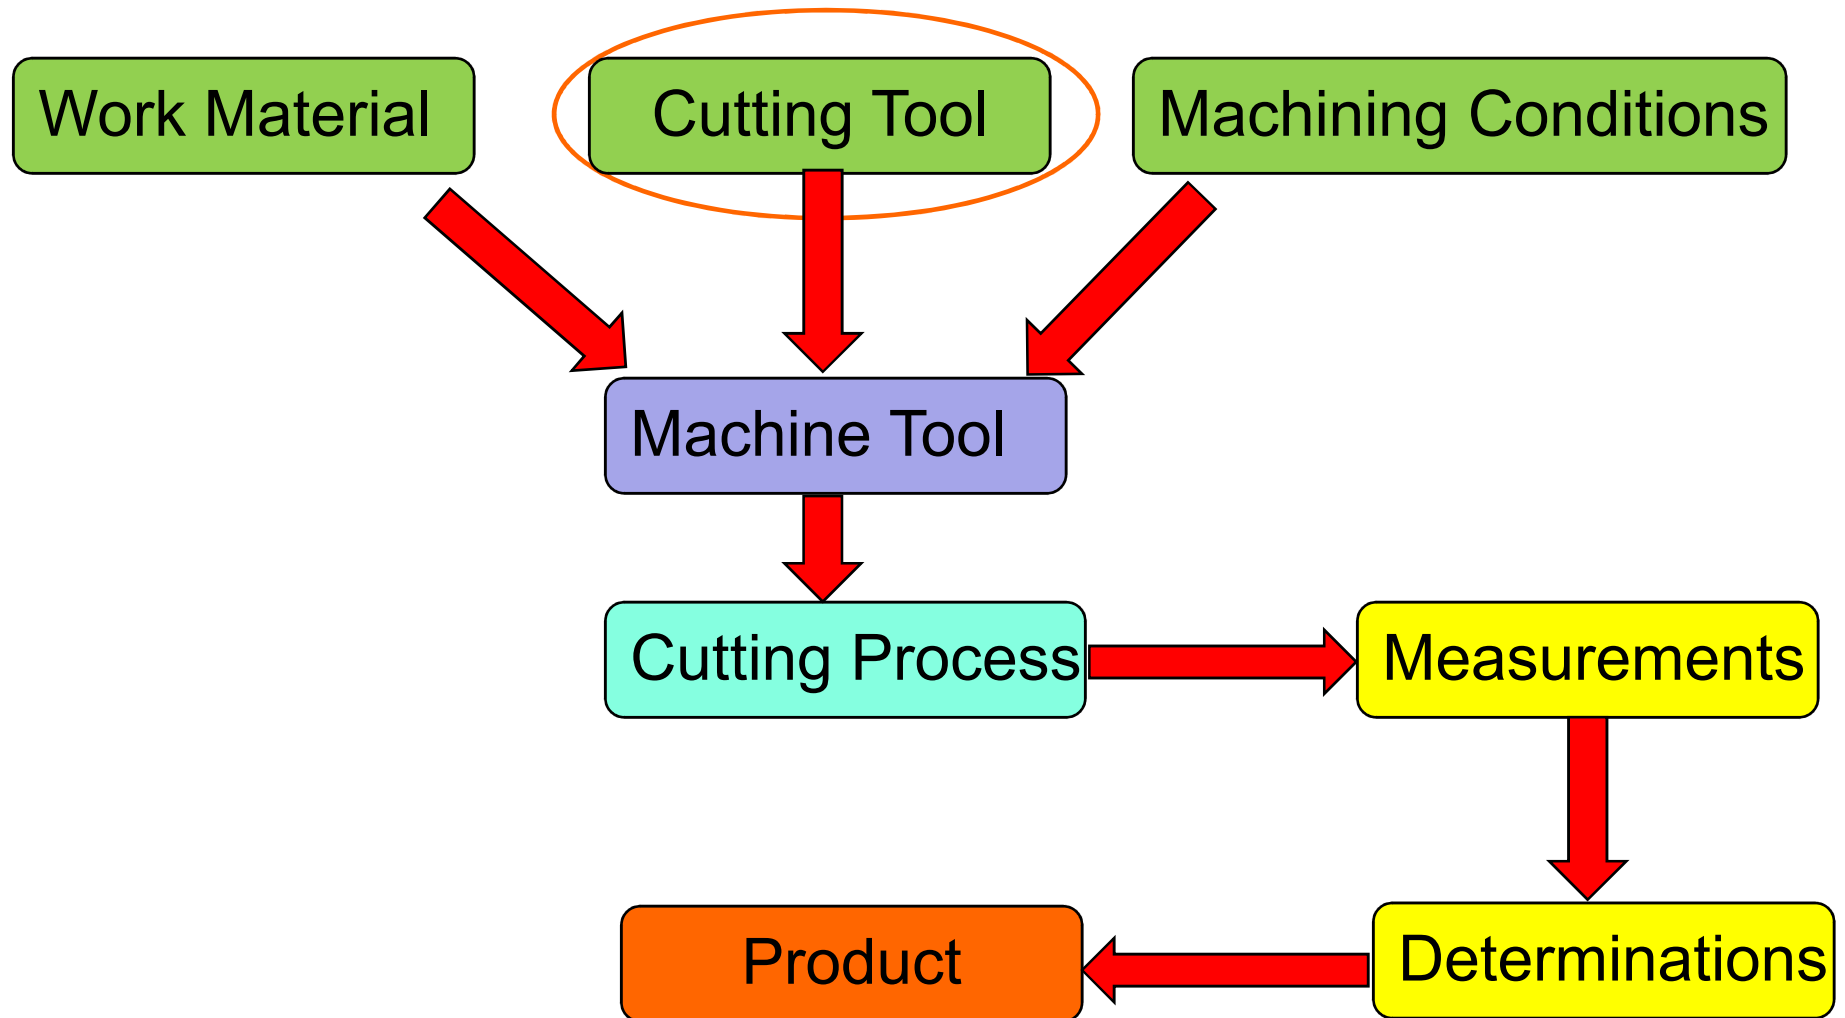 Work Material
Cutting Tool
Machining Conditions
Machine Tool
Cutting Process
Measurements
Product
Determinations